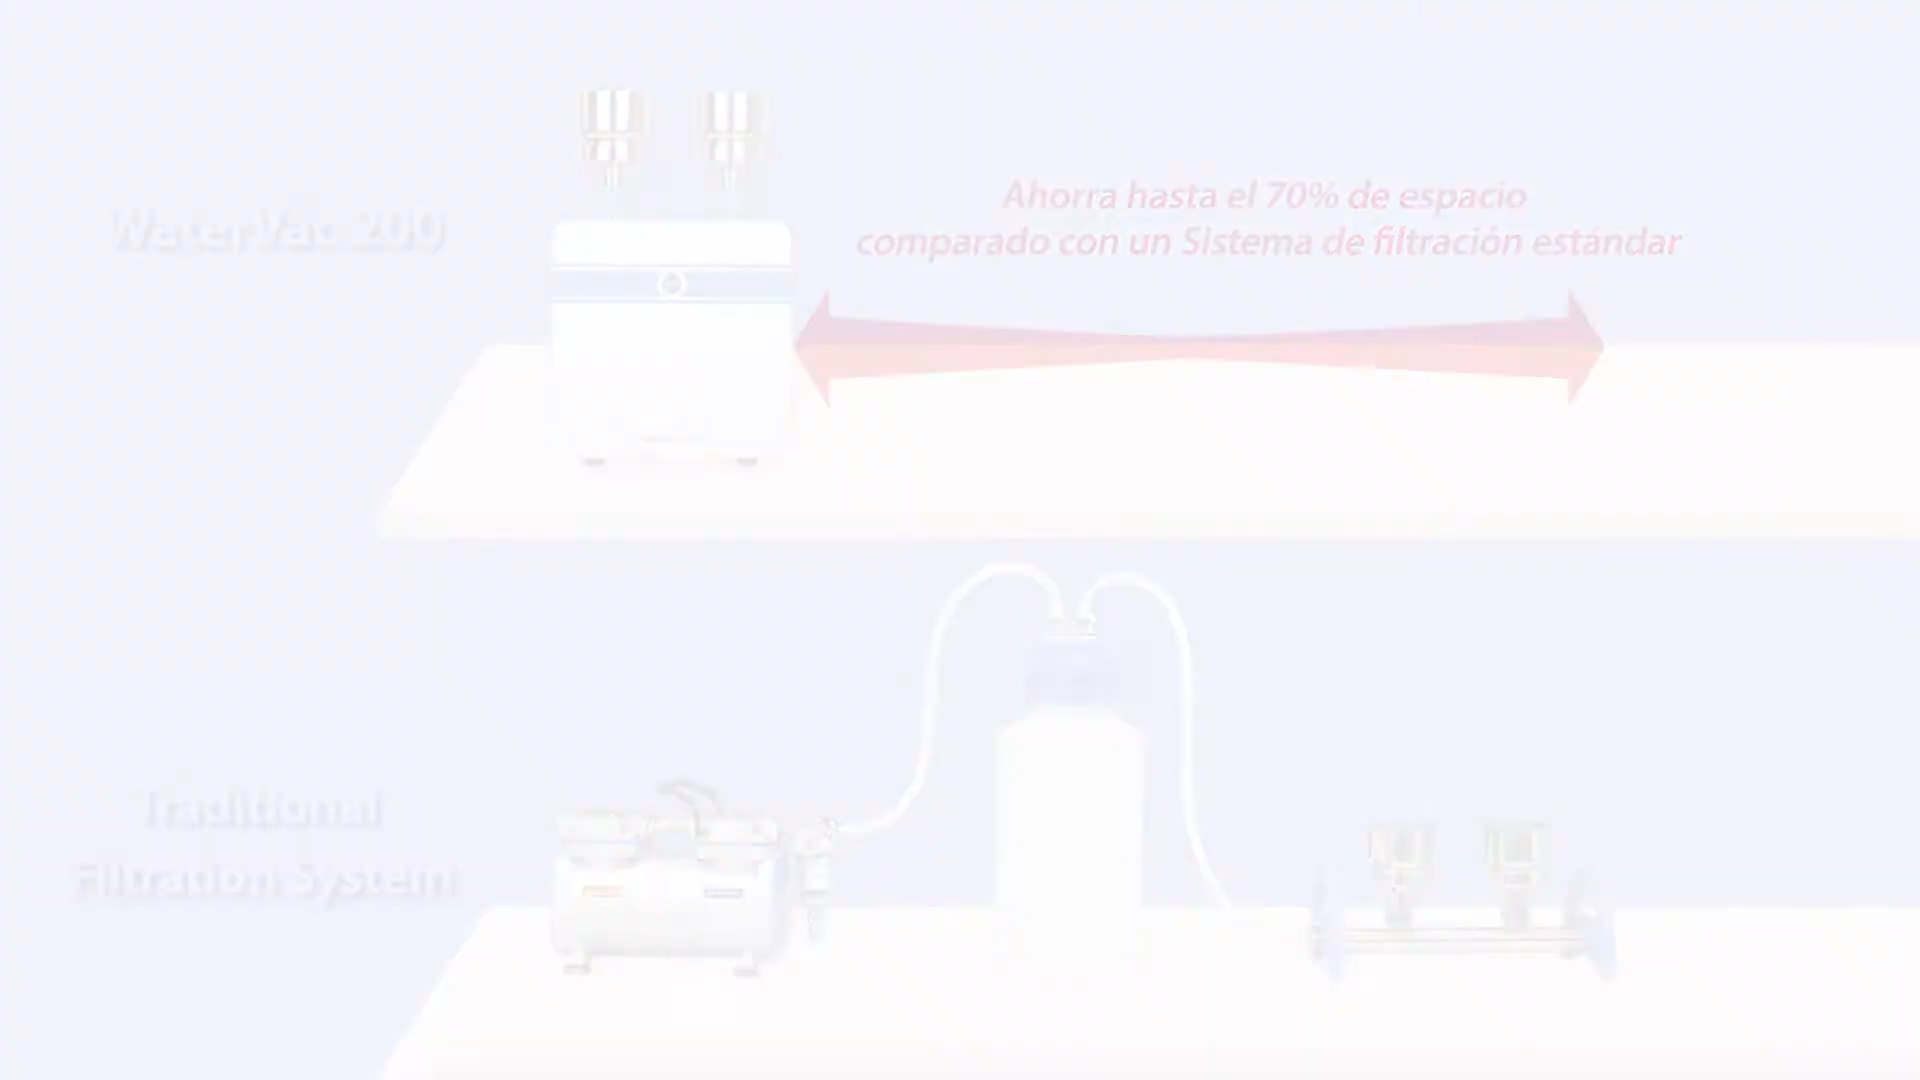 WaterVac 200
Ahorra hasta el 70% de espacio
comparado con un Sistema de filtración estándar
Traditional
Filtration System